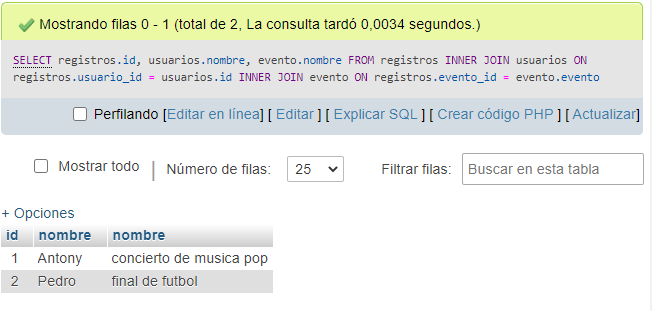 Mostrando filas 0 - 1 (total de 2, La consulta tardó 0,0034 segundos.)
SELECT registros.id, usuarios.nombre, evento.nombre FROM registros INNER JOIN usuarios ON
registros.usuario_id = usuarios.id INNER JOIN evento ON registros.evento_id = evento.evento
Perfilando [Editar en línea] [ Editar ] [ Explicar SQL ] [ Crear código PHP ] [ Actualizar]
Mostrar todo | Número de filas: 25 Filtrar filas: Buscar en esta tabla
+ Opciones
id nombre nombre
1 Antony concierto de musica pop
2 Pedro final de futbol